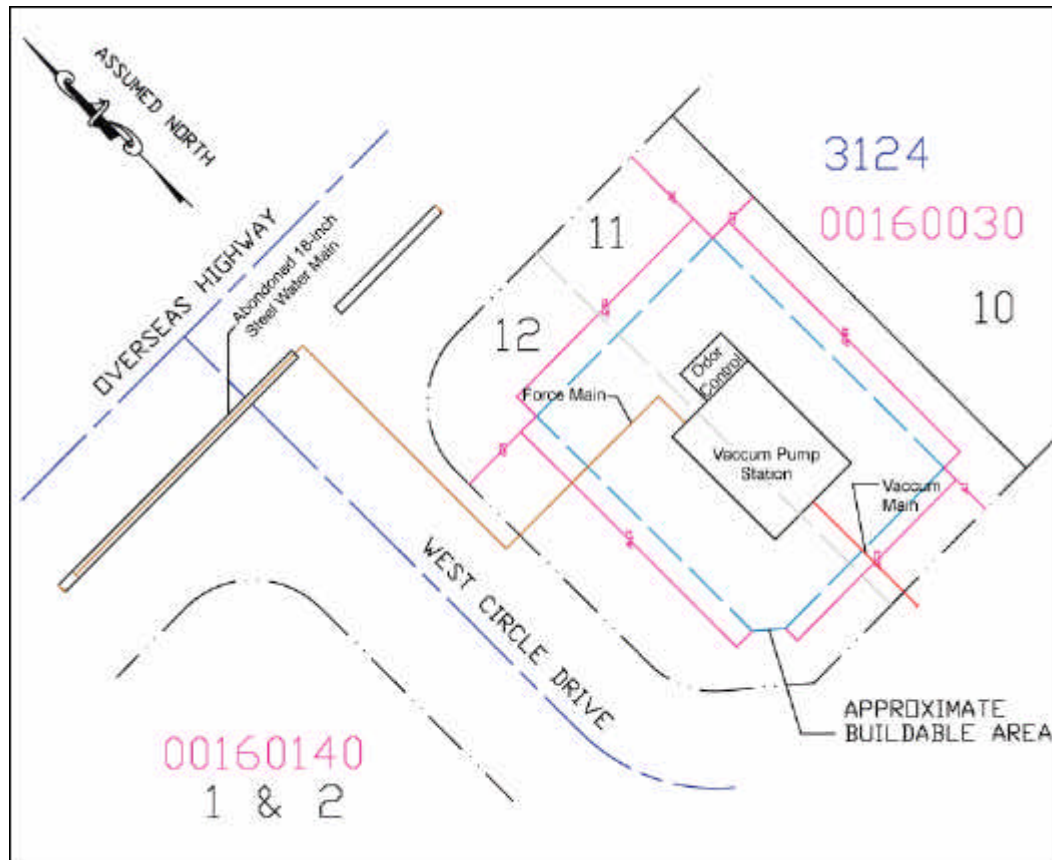 ASSUMED NORTH
OVERSEAS HIGHWAY
Abondoned 18-inch
Steel Water Main
11
12
3124
00160030
10
Odor
Control
Force Main
Vaccum Pump
Station
Vaccum
Main
WEST CIRCLE DRIVE
APPROXIMATE
BUILDABLE AREA
00160140
1 & 2